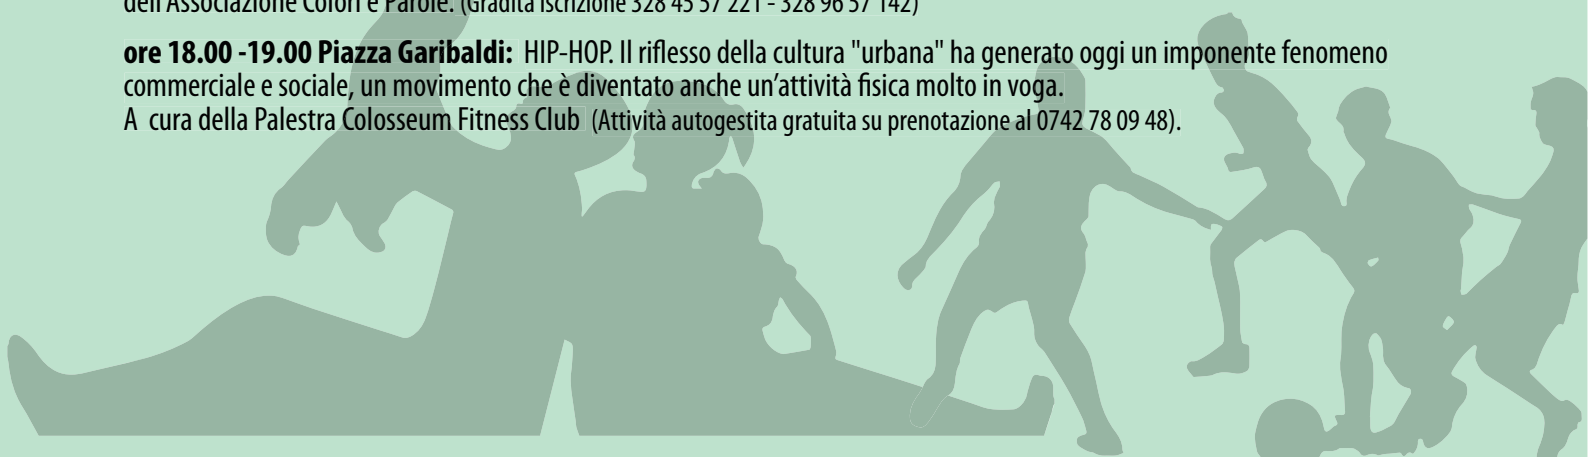 dell'Associazione Colori e Parole. (Gradita iscrizione 328 45 57 221 - 328 96 57 142)
ore 18.00 -19.00 Piazza Garibaldi: HIP-HOP. Il riflesso della cultura "urbana" ha generato oggi un imponente fenomeno
commerciale e sociale, un movimento che è diventato anche un’attività fisica molto in voga.
A cura della Palestra Colosseum Fitness Club (Attività autogestita gratuita su prenotazione al 0742 78 09 48).